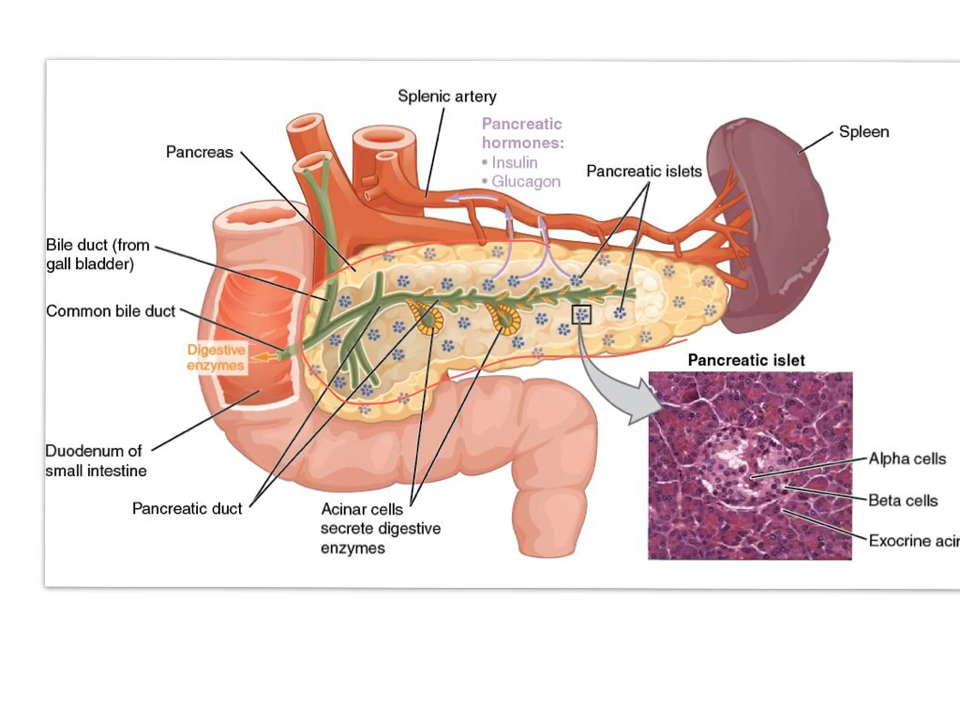 Splenic artery
Pancreatic
hormones:
• Insulin
• Glucagon
Spleen
Pancreas
Pancreatic islets
Bile duct (from
gall bladder)
Common bile duct
Digestive
enzymes
Pancreatic islet
Duodenum of
small intestine
Alpha cells
Beta cells
Pancreatic duct
Acinar cells
secrete digestive
enzymes
Exocrine